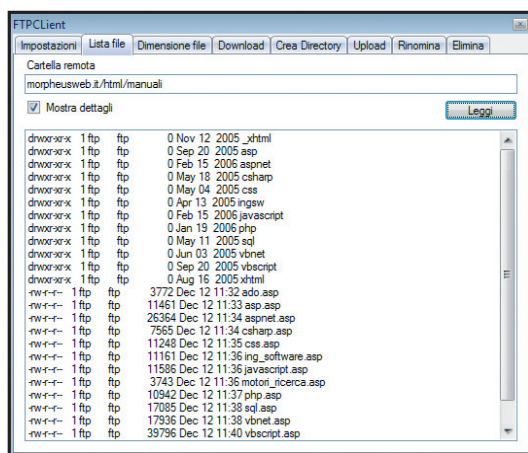 FTPCLient
Impostazioni Lista file Dimensione file Download Crea Directory Upload Rinomina Elimina
Cartella remota
morpheusweb.it/html/manuali
Mostra dettagli Leggi
drwxr-xr-x 1 ftp ftp 0 Nov 12 2005 _xhtml
drwxr-xr-x 1 ftp ftp 0 Sep 20 2005 asp
drwxr-xr-x 1 ftp ftp 0 Feb 15 2006 aspnet
drwxr-xr-x 1 ftp ftp 0 May 18 2005 csharp
drwxr-xr-x 1 ftp ftp 0 May 04 2005 css
drwxr-xr-x 1 ftp ftp 0 Apr 13 2005 ingsw
drwxr-xr-x 1 ftp ftp 0 Feb 15 2006 javascript
drwxr-xr-x 1 ftp ftp 0 Jan 19 2006 php
drwxr-xr-x 1 ftp ftp 0 May 11 2005 sql
drwxr-xr-x 1 ftp ftp 0 Jun 03 2005 vbnet
drwxr-xr-x 1 ftp ftp 0 Sep 20 2005 vbscript
drwxr-xr-x 1 ftp ftp 0 Aug 16 2005 xhtml
-rw-r--r-- 1 ftp ftp 3772 Dec 12 11:32 ado.asp
-rw-r--r-- 1 ftp ftp 11461 Dec 12 11:33 asp.asp
-rw-r--r-- 1 ftp ftp 26364 Dec 12 11:34 aspnet.asp
-rw-r--r-- 1 ftp ftp 7565 Dec 12 11:34 csharp.asp
-rw-r--r-- 1 ftp ftp 11248 Dec 12 11:35 css.asp
-rw-r--r-- 1 ftp ftp 11161 Dec 12 11:36 ing_software.asp
-rw-r--r-- 1 ftp ftp 11586 Dec 12 11:36 javascript.asp
-rw-r--r-- 1 ftp ftp 3743 Dec 12 11:36 motori_ricerca.asp
-rw-r--r-- 1 ftp ftp 10942 Dec 12 11:37 php.asp
-rw-r--r-- 1 ftp ftp 17085 Dec 12 11:38 sql.asp
-rw-r--r-- 1 ftp ftp 17936 Dec 12 11:38 vbnet.asp
-rw-r--r-- 1 ftp ftp 39796 Dec 12 11:40 vbscript.asp